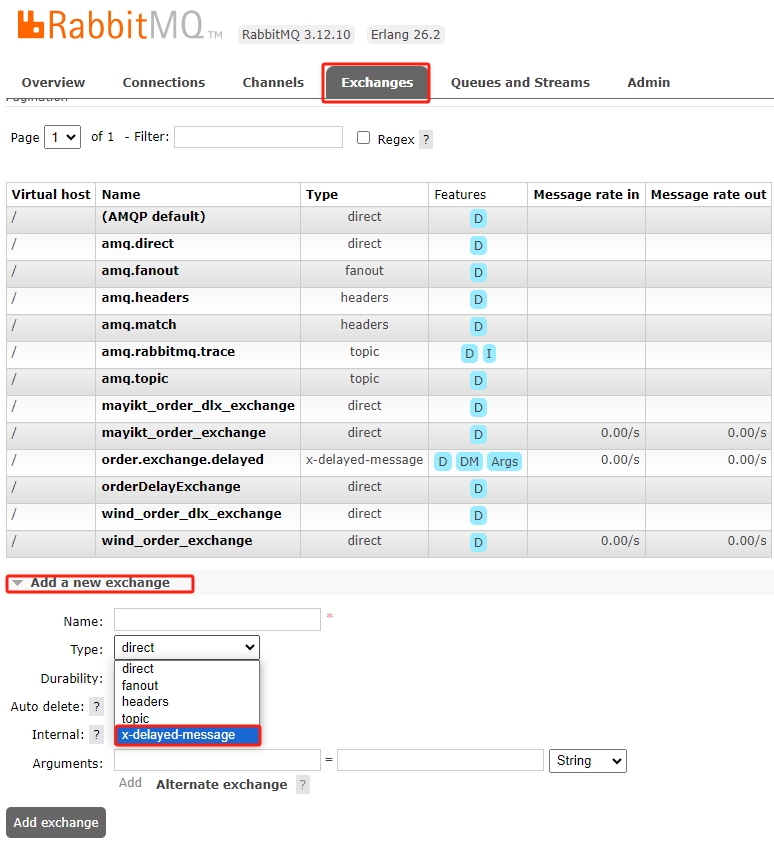 RabbitMQ TM RabbitMQ 3.12.10 Erlang 26.2
Overview Connections Channels Exchanges Queues and Streams Admin
Pagination
Page 1 of 1 - Filter: Regex ?
Virtual host Name Type Features Message rate in Message rate out
/ (AMQP default) direct D
/ amq.direct direct D
/ amq.fanout fanout D
/ amq.headers headers D
/ amq.match headers D
/ amq.rabbitmq.trace topic D I
/ amq.topic topic D
/ mayikt_order_dlx_exchange direct D
/ mayikt_order_exchange direct D 0.00/s 0.00/s
/ order.exchange.delayed x-delayed-message D DM Args 0.00/s 0.00/s
/ orderDelayExchange direct D
/ wind_order_dlx_exchange direct D
/ wind_order_exchange direct D 0.00/s 0.00/s
Add a new exchange
Name: *
Type: direct
direct
Durability:
fanout
Auto delete: ? headers
topic
Internal: ? x-delayed-message
Arguments: = String
Add Alternate exchange ?
Add exchange